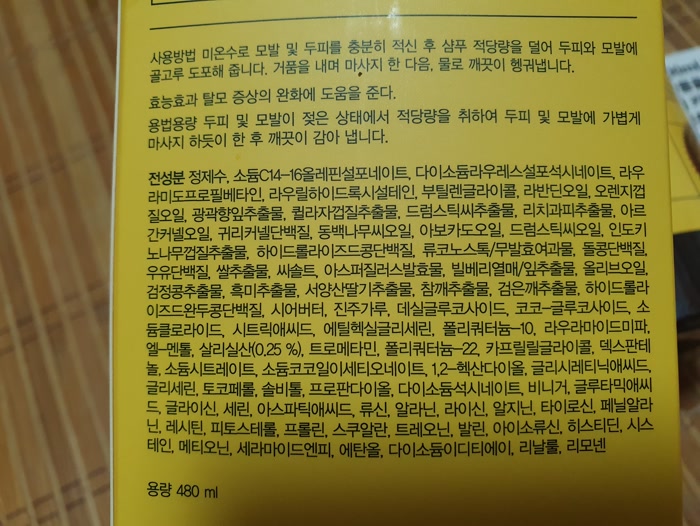 사용방법 미온수로 모발 및 두피를 충분히 적신 후 샴푸 적당량을 덜어 두피와 모발에
골고루 도포해 줍니다. 거품을 내며 마사지 한 다음, 물로 깨끗이 헹궈냅니다.
효능효과 탈모 증상의 완화에 도움을 준다.
용법용량 두피 및 모발이 젖은 상태에서 적당량을 취하여 두피 및 모발에 가볍게
마사지 하듯이 한 후 깨끗이 감아 냅니다.
전성분 정제수, 소듐C14-16올레핀설포네이트, 다이소듐라우레스설포석시네이트, 라우
라미도프로필베타인, 라우릴하이드록시설테인, 부틸렌글라이콜, 라반딘오일, 오렌지껍
질오일, 광곽향잎추출물, 퀼라자껍질추출물, 드럼스틱씨추출물, 리치과피추출물, 아르
간커넬오일, 귀리커넬단백질, 동백나무씨오일, 아보카도오일, 드럼스틱씨오일, 인도키
노나무껍질추출물, 하이드롤라이즈드콩단백질, 류코노스톡/무발효여과물, 돌콩단백질,
우유단백질, 쌀추출물, 씨솔트, 아스퍼질러스발효물, 빌베리열매/잎추출물, 올리브오일,
검정콩추출물, 흑미추출물, 서양산딸기추출물, 참깨추출물, 검은깨추출물, 하이드롤라
이즈드완두콩단백질, 시어버터, 진주가루, 데실글루코사이드, 코코-글루코사이드, 소
듐클로라이드, 시트릭애씨드, 에틸헥실글리세린, 폴리쿼터늄-10, 라우라마이드미파,
엘-멘톨, 살리실산(0.25 %), 트로메타민, 폴리쿼터늄-22, 카프릴릴글라이콜, 덱스판테
놀, 소듐시트레이트, 소듐코코일이세티오네이트, 1,2-헥산다이올, 글리시레티닉애씨드,
글리세린, 토코페롤, 솔비톨, 프로판다이올, 다이소듐석시네이트, 비니거, 글루타믹애씨
드, 글라이신, 세린, 아스파틱애씨드, 류신, 알라닌, 라이신, 알지닌, 타이로신, 페닐알라
닌, 레시틴, 피토스테롤, 프롤린, 스쿠알란, 트레오닌, 발린, 아이소류신, 히스티딘, 시스
테인, 메티오닌, 세라마이드엔피, 에탄올, 다이소듐이디티에이, 리날룰, 리모넨
용량 480 ml